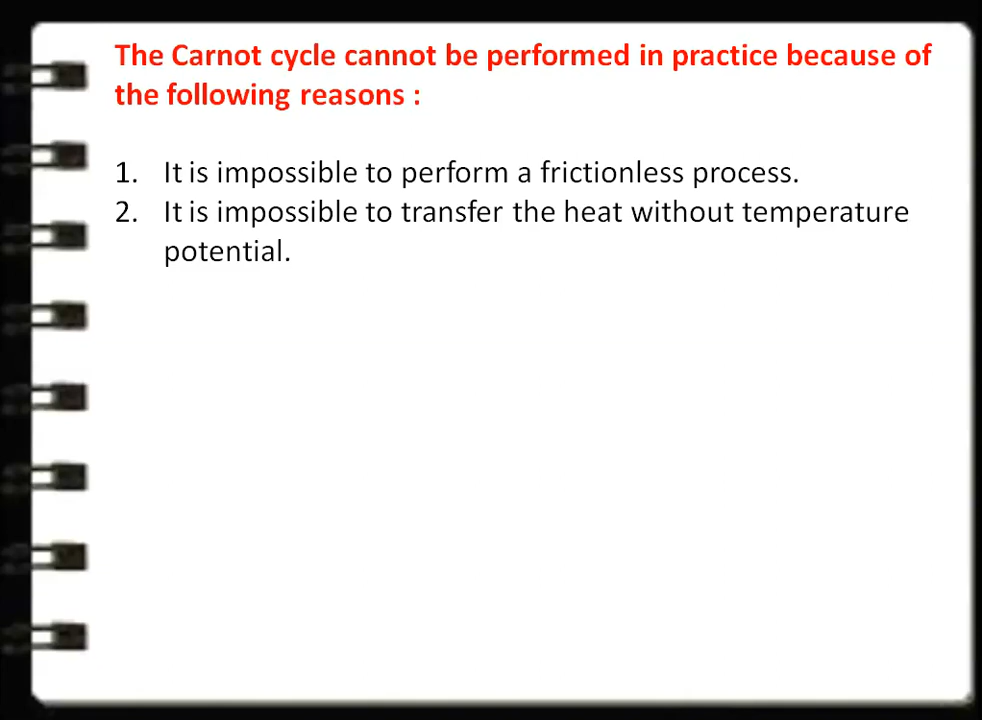 The Carnot cycle cannot be performed in practice because of
the following reasons :
1. It is impossible to perform a frictionless process.
2. It is impossible to transfer the heat without temperature
potential.